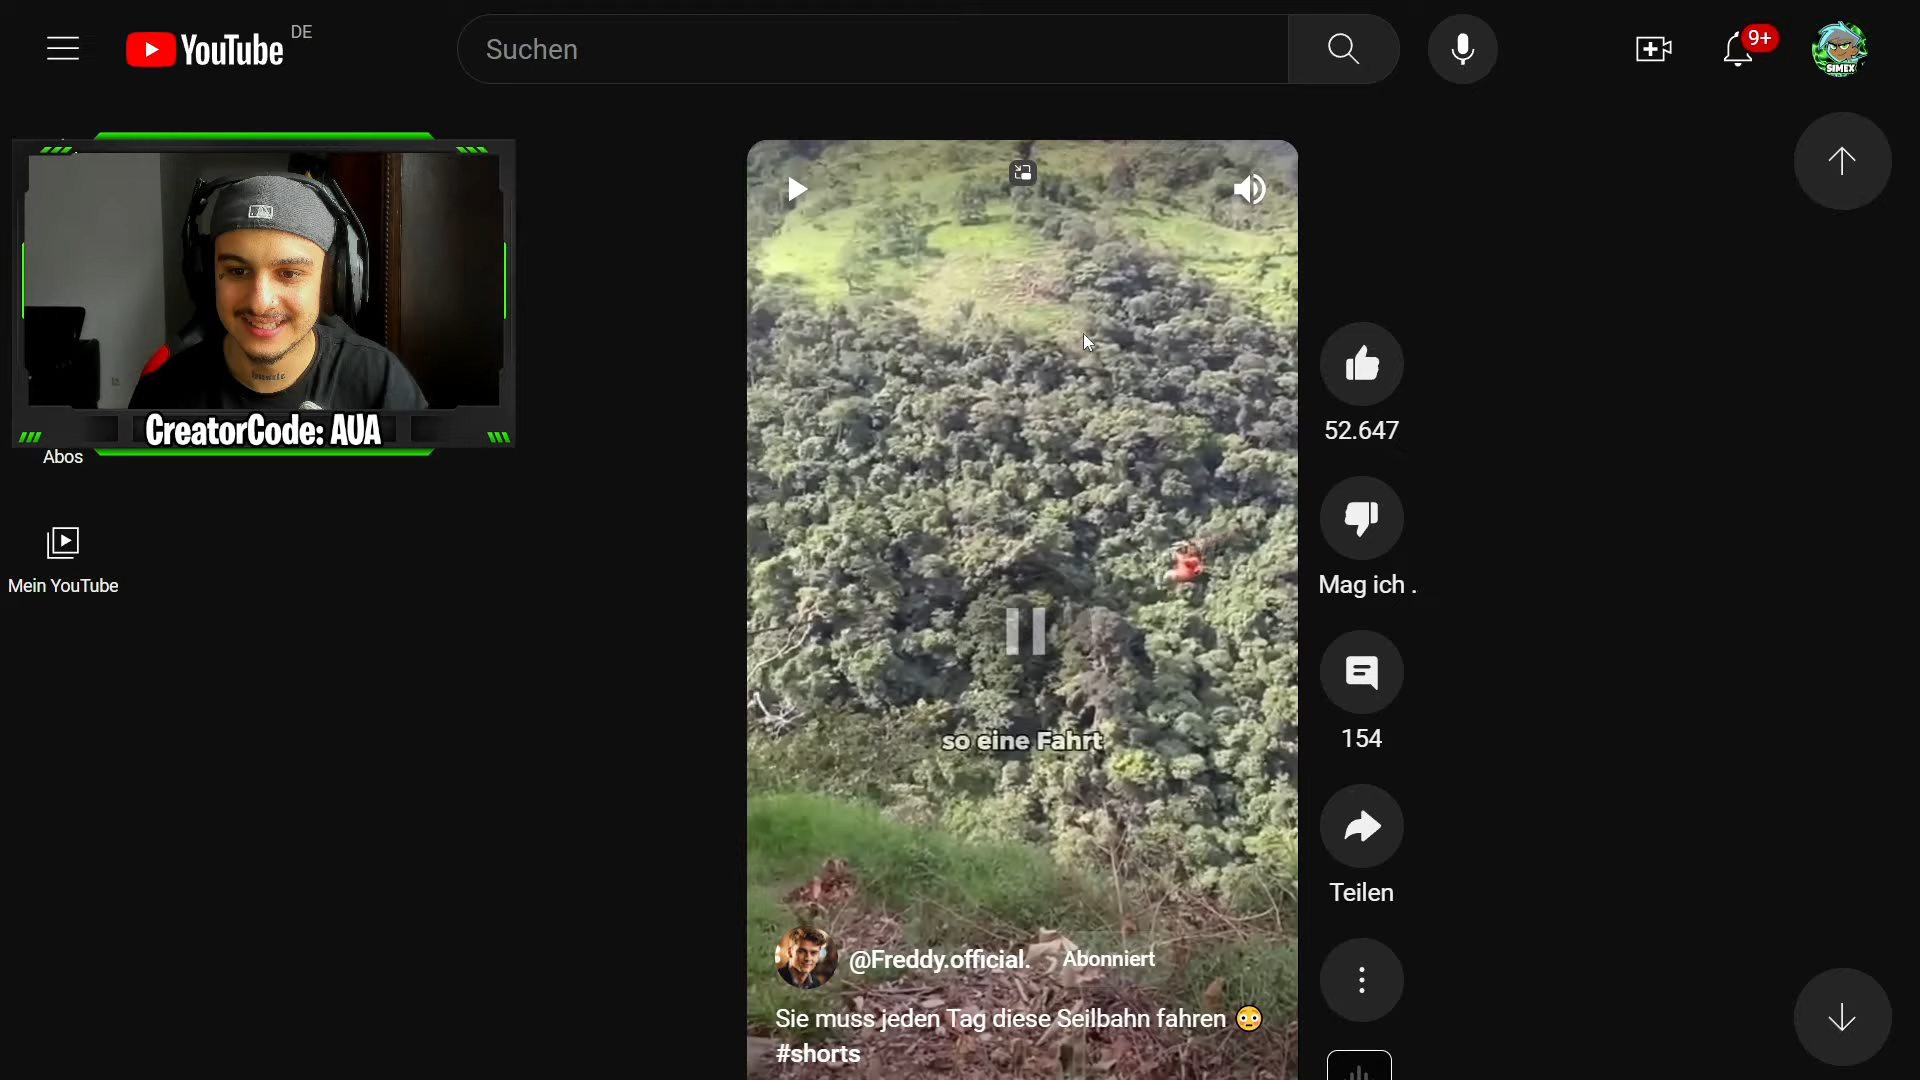 YouTube DE
Suchen
9+
SIMEX
CreatorCode: AUA
Abos
Mein YouTube
52.647
Mag ich .
154
Teilen
so eine Fahrt
@Freddy.official. Abonniert
Sie muss jeden Tag diese Seilbahn fahren 😳
#shorts